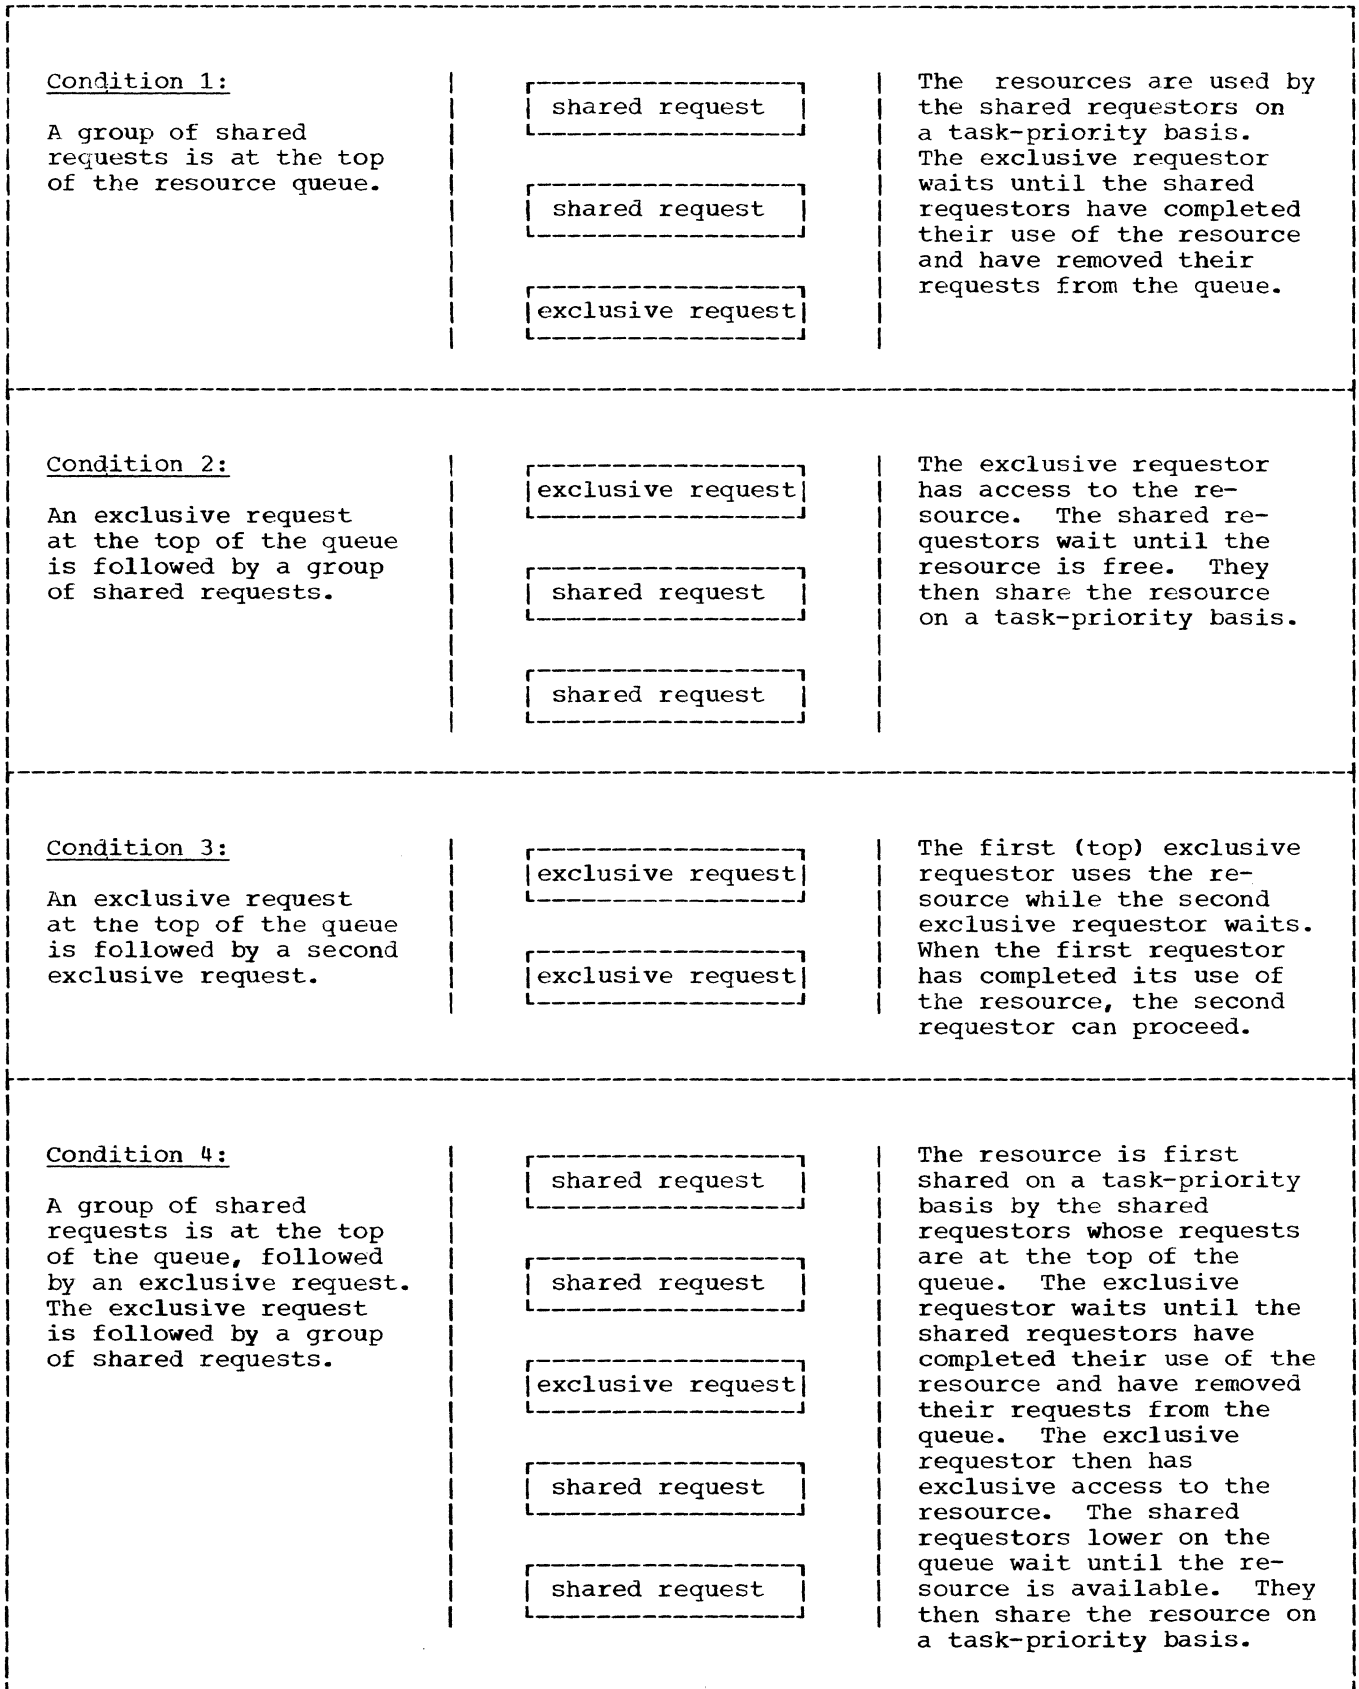 Condition 1:
A group of shared
requests is at the top
of the resource queue.
shared request
shared request
exclusive request
The resources are used by
the shared requestors on
a task-priority basis.
The exclusive requestor
waits until the shared
requestors have completed
their use of the resource
and have removed their
requests from the queue.
Condition 2:
An exclusive request
at the top of the queue
is followed by a group
of shared requests.
exclusive request
shared request
shared request
The exclusive requestor
has access to the re-
source. The shared re-
questors wait until the
resource is free. They
then share the resource
on a task-priority basis.
Condition 3:
An exclusive request
at the top of the queue
is followed by a second
exclusive request.
exclusive request
exclusive request
The first (top) exclusive
requestor uses the re-
source while the second
exclusive requestor waits.
When the first requestor
has completed its use of
the resource, the second
requestor can proceed.
Condition 4:
A group of shared
requests is at the top
of the queue, followed
by an exclusive request.
The exclusive request
is followed by a group
of shared requests.
shared request
shared request
exclusive request
shared request
shared request
The resource is first
shared on a task-priority
basis by the shared
requestors whose requests
are at the top of the
queue. The exclusive
requestor waits until the
shared requestors have
completed their use of the
resource and have removed
their requests from the
queue. The exclusive
requestor then has
exclusive access to the
resource. The shared
requestors lower on the
queue wait until the re-
source is available. They
then share the resource on
a task-priority basis.